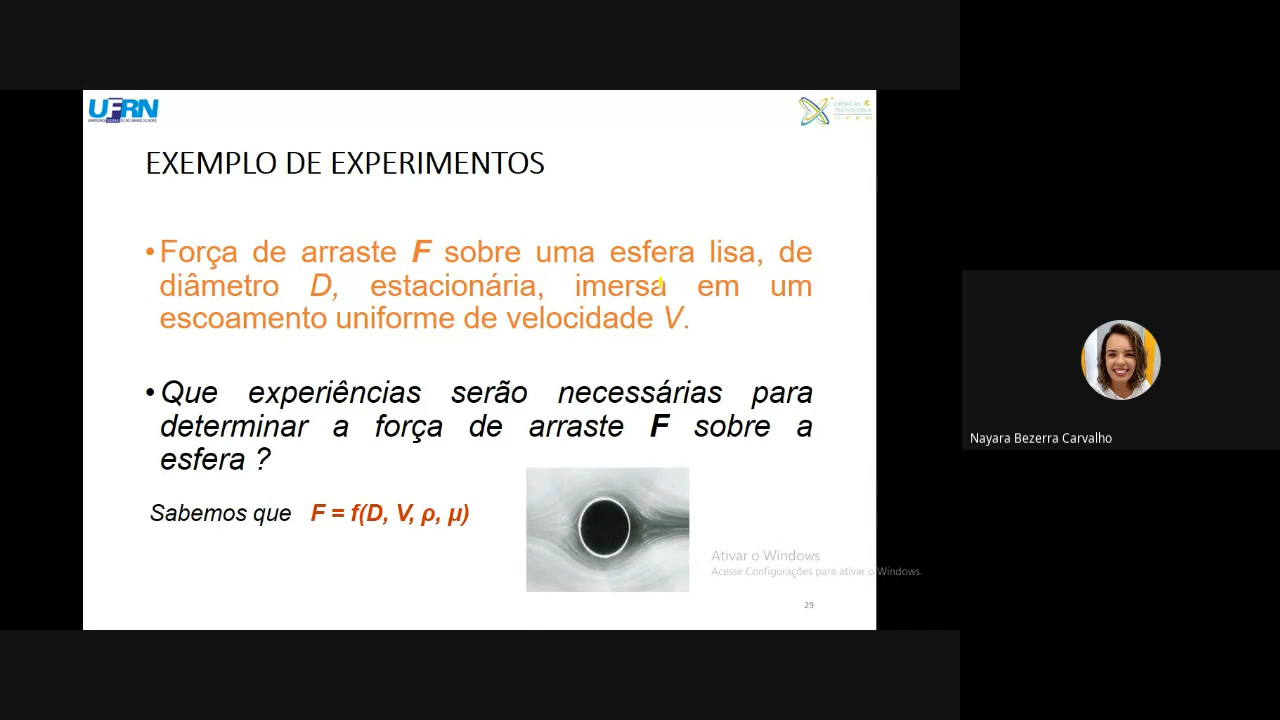 UFRN
CIÊNCIAS &
TECNOLOGIA
U F R N
EXEMPLO DE EXPERIMENTOS
•Força de arraste F sobre uma esfera lisa, de
diâmetro D, estacionária, imersa em um
escoamento uniforme de velocidade V.
•Que experiências serão necessárias para
determinar a força de arraste F sobre a
esfera ?
Sabemos que F = f(D, V, ρ, μ)
Ativar o Windows
Acesse Configurações para ativar o Windows.
29
Nayara Bezerra Carvalho